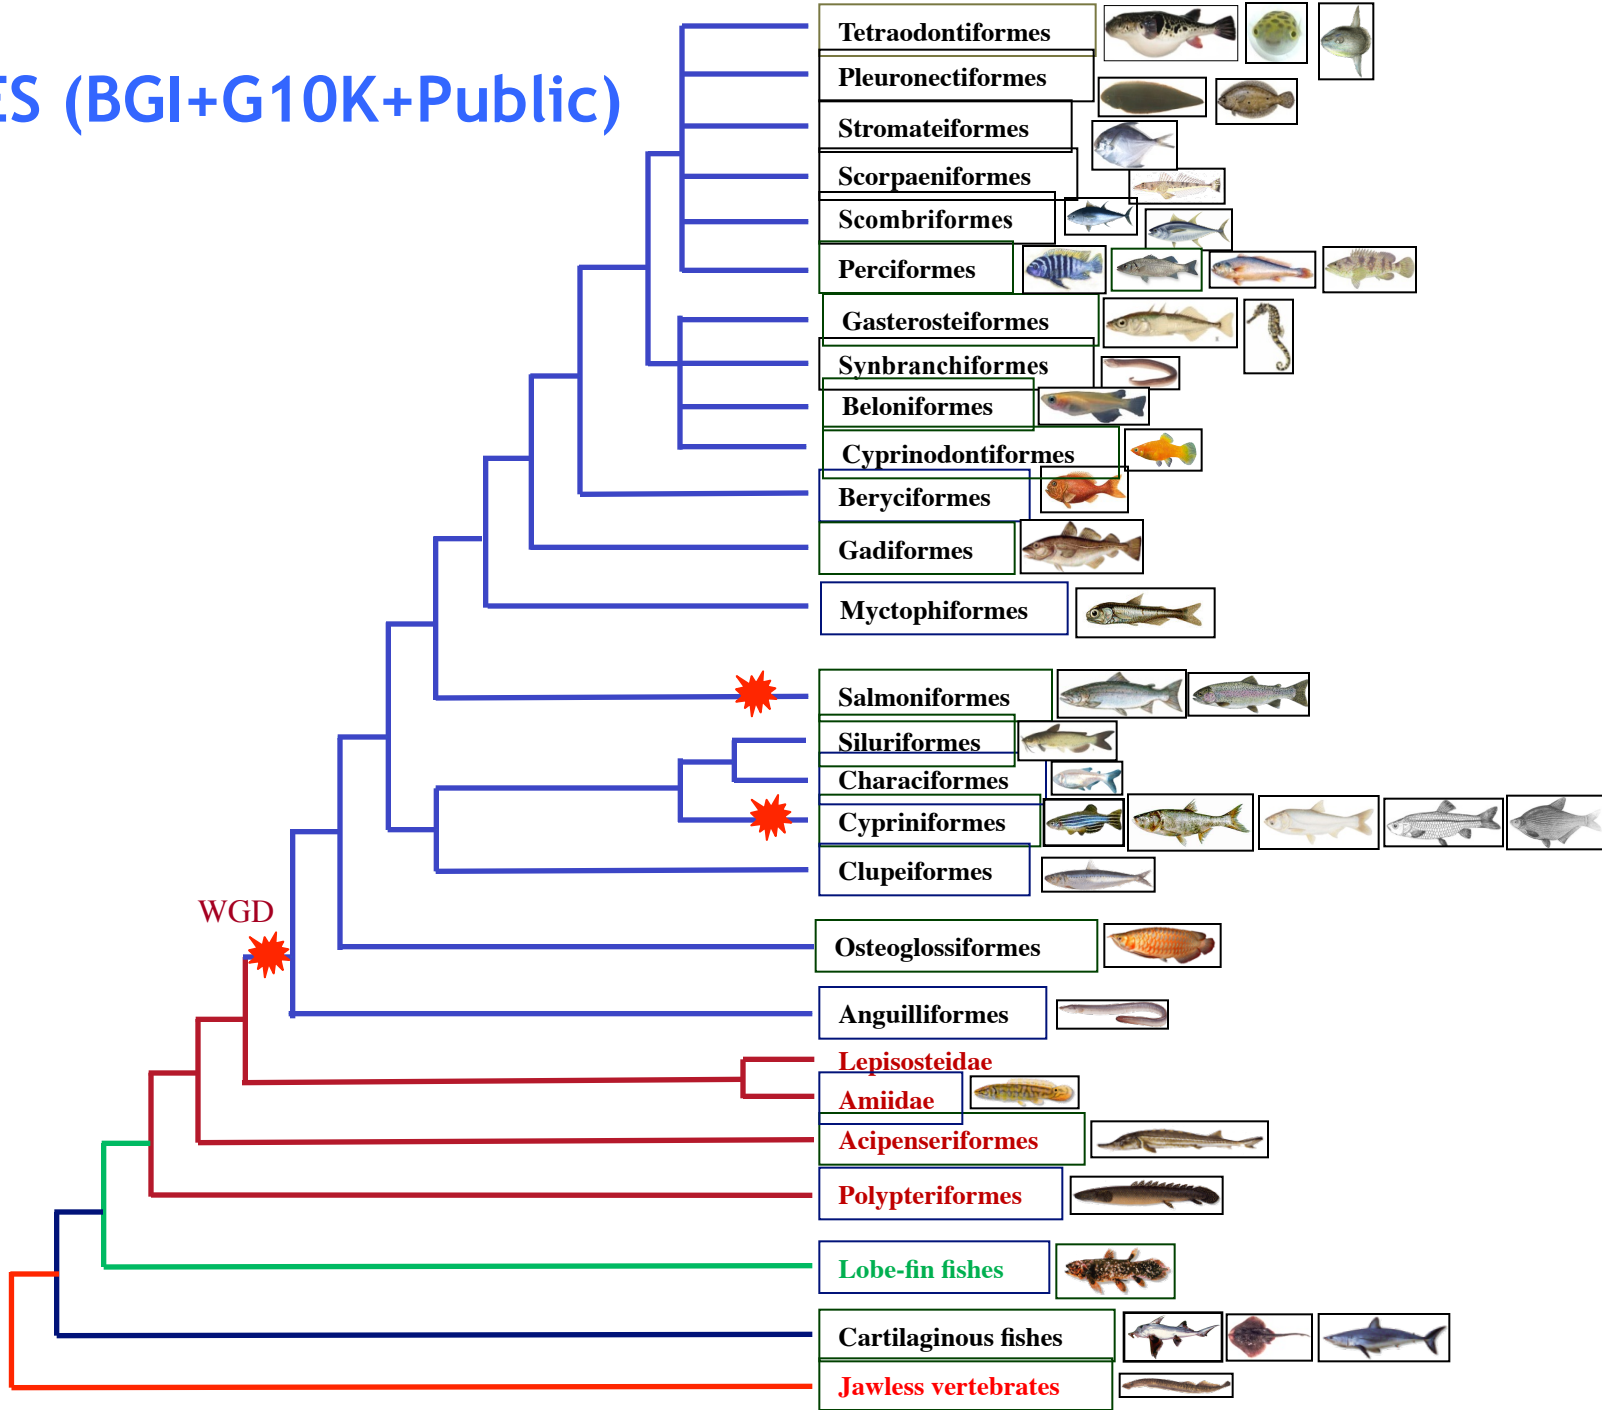 ES (BGI+G10K+Public)
Tetraodontiformes
Pleuronectiformes
Stromateiformes
Scorpaeniformes
Scombriformes
Perciformes
Gasterosteiformes
Synbranchiformes
Beloniformes
Cyprinodontiformes
Beryciformes
Gadiformes
Myctophiformes
Salmoniformes
Siluriformes
Characiformes
Cypriniformes
Clupeiformes
WGD
Osteoglossiformes
Anguilliformes
Lepisosteidae
Amiidae
Acipenseriformes
Polypteriformes
Lobe-fin fishes
Cartilaginous fishes
Jawless vertebrates